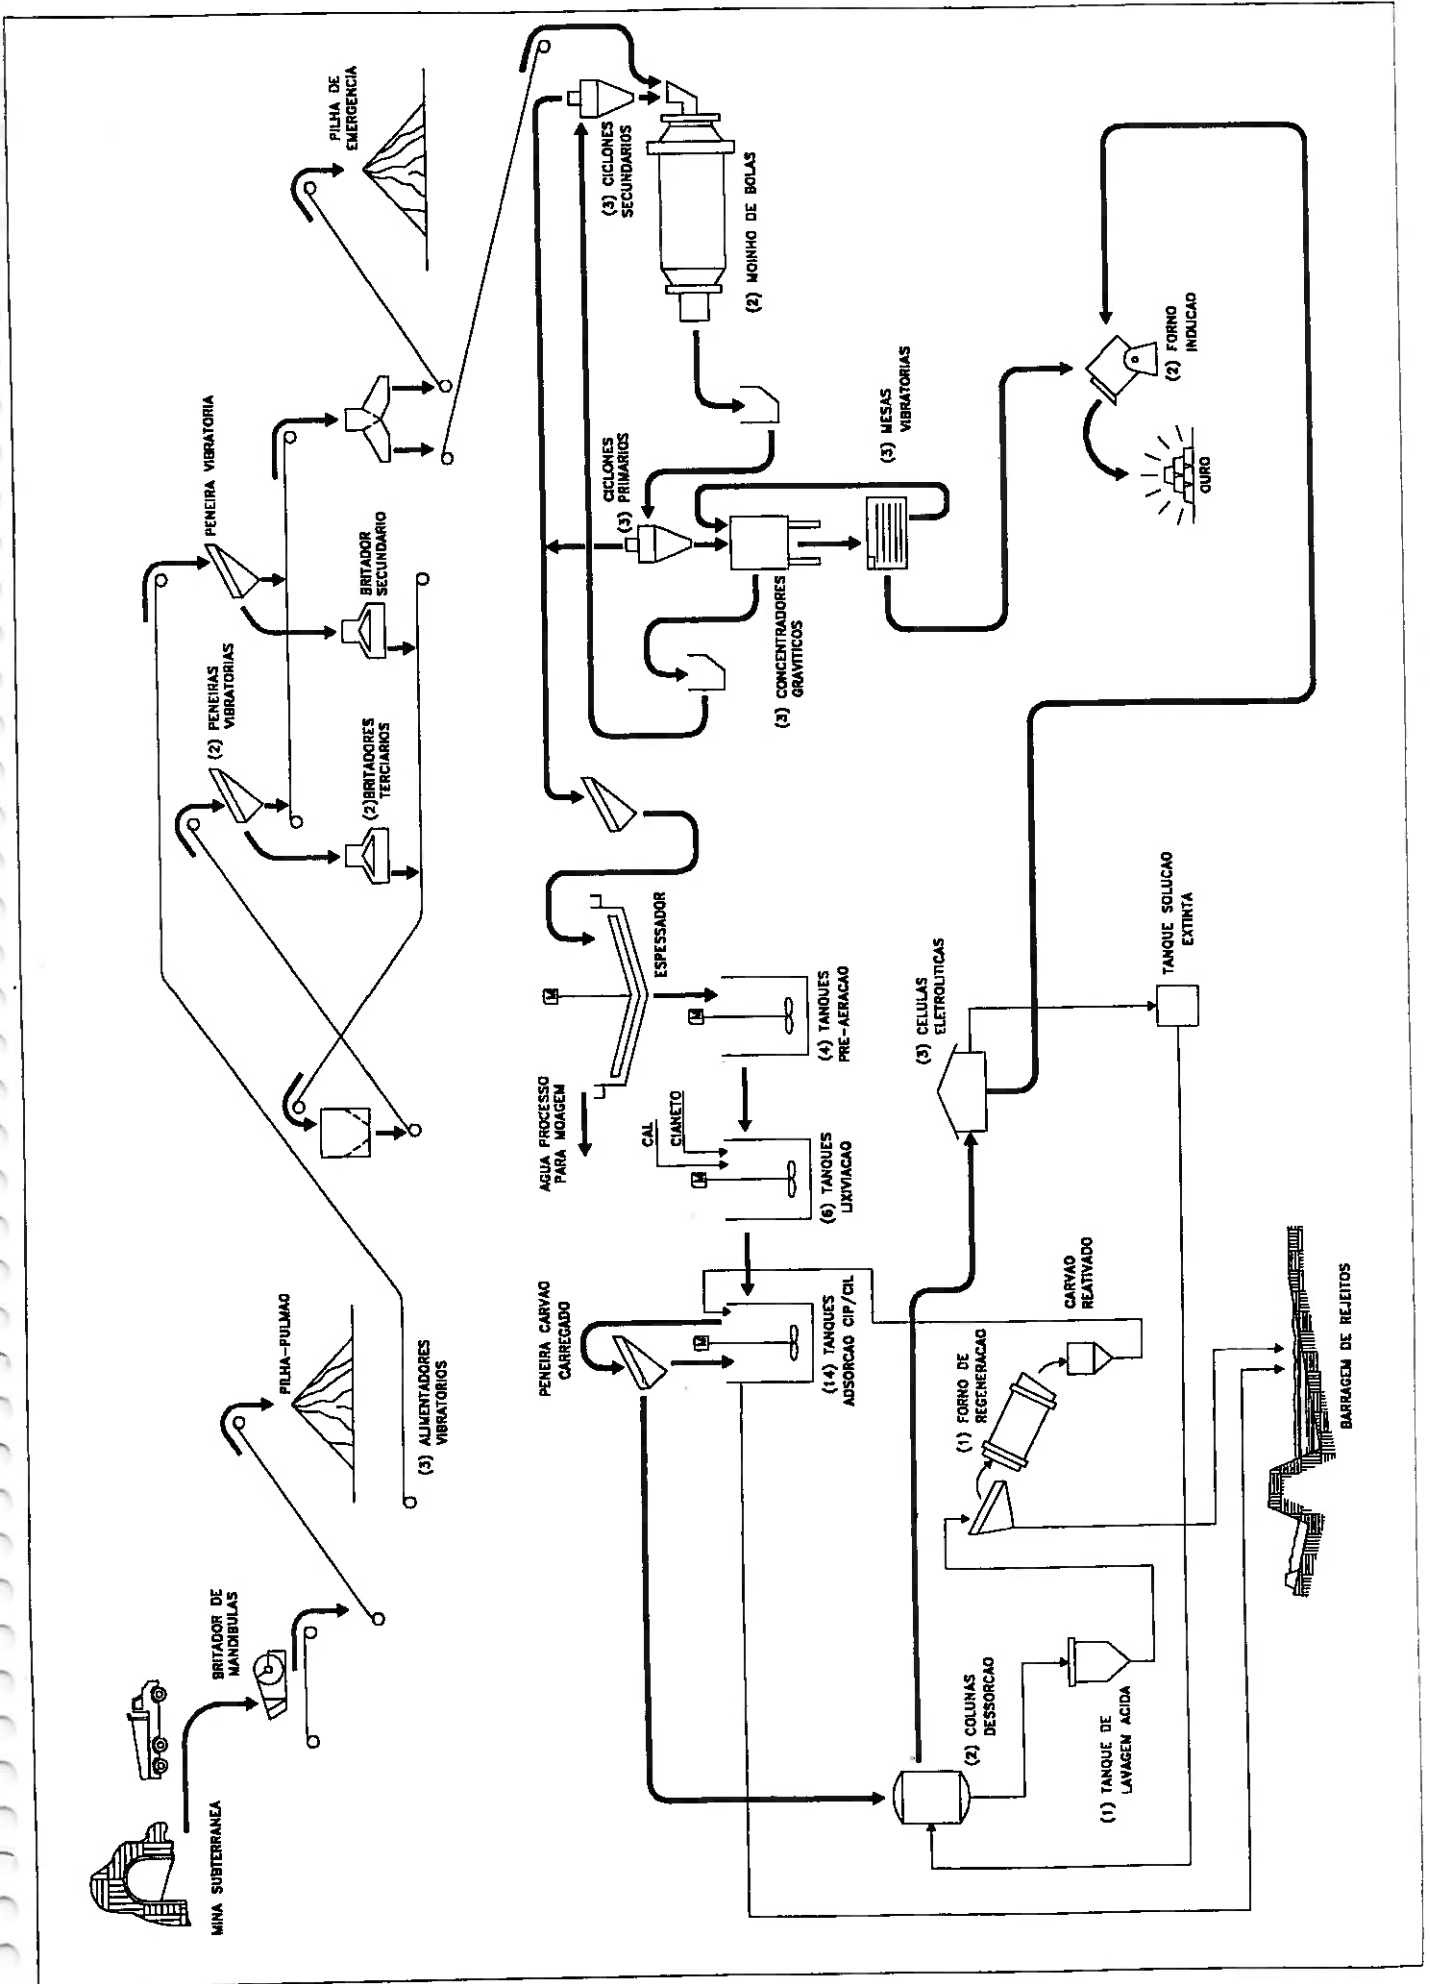 MINA SUBTERRANEA
BRITADOR DE
MANDIBULAS
PILHA-PULMAO
(3) ALIMENTADORES
VIBRATORIOS
(2) PENEIRAS
VIBRATORIAS
PENEIRA VIBRATORIA
(2)BRITADORES
TERCIARIOS
BRITADOR
SECUNDARIO
PILHA DE
EMERGENCIA
(3) CICLONES
SECUNDARIOS
(2) MOINHO DE BOLAS
(3) CICLONES
PRIMARIOS
(3) CONCENTRADORES
GRAVITICOS
(3) MESAS
VIBRATORIAS
(2) FORNO
INDUCAO
OURO
ESPESSADOR
M
AGUA PROCESSO
PARA MOAGEM
M
(4) TANQUES
PRE-AERACAO
CAL
CIANETO
M
(6) TANQUES
LIXIVIACAO
PENEIRA CARVAO
CARREGADO
M
(14) TANQUES
ADSORCAO CIP/CIL
(3) CELULAS
ELETROLITICAS
TANQUE SOLUCAO
EXTINTA
(2) COLUNAS
DESSORCAO
(1) TANQUE DE
LAVAGEM ACIDA
(1) FORNO DE
REGENERACAO
CARVAO
REATIVADO
BARRAGEM DE REJEITOS